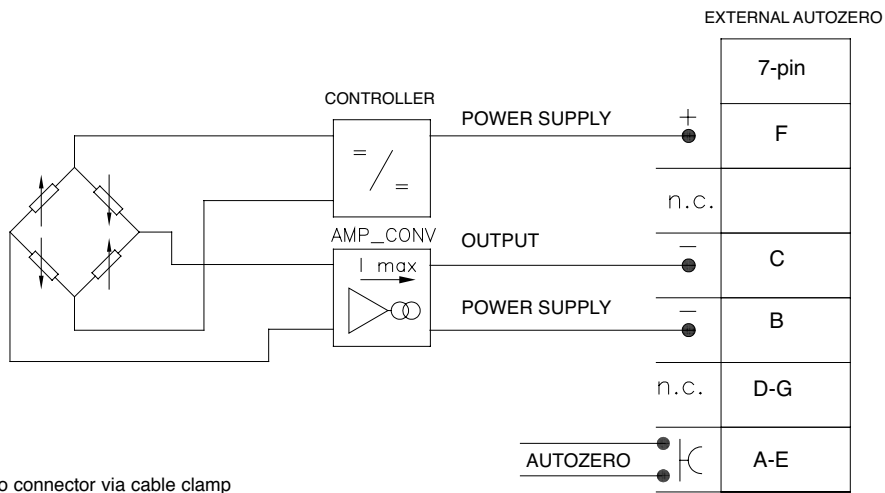 EXTERNAL AUTOZERO
7-pin
CONTROLLER
POWER SUPPLY
+
F
=
/
=
n.c.
AMP_CONV
OUTPUT
–
C
I max
POWER SUPPLY
–
B
n.c.
D-G
AUTOZERO
A-E
o connector via cable clamp